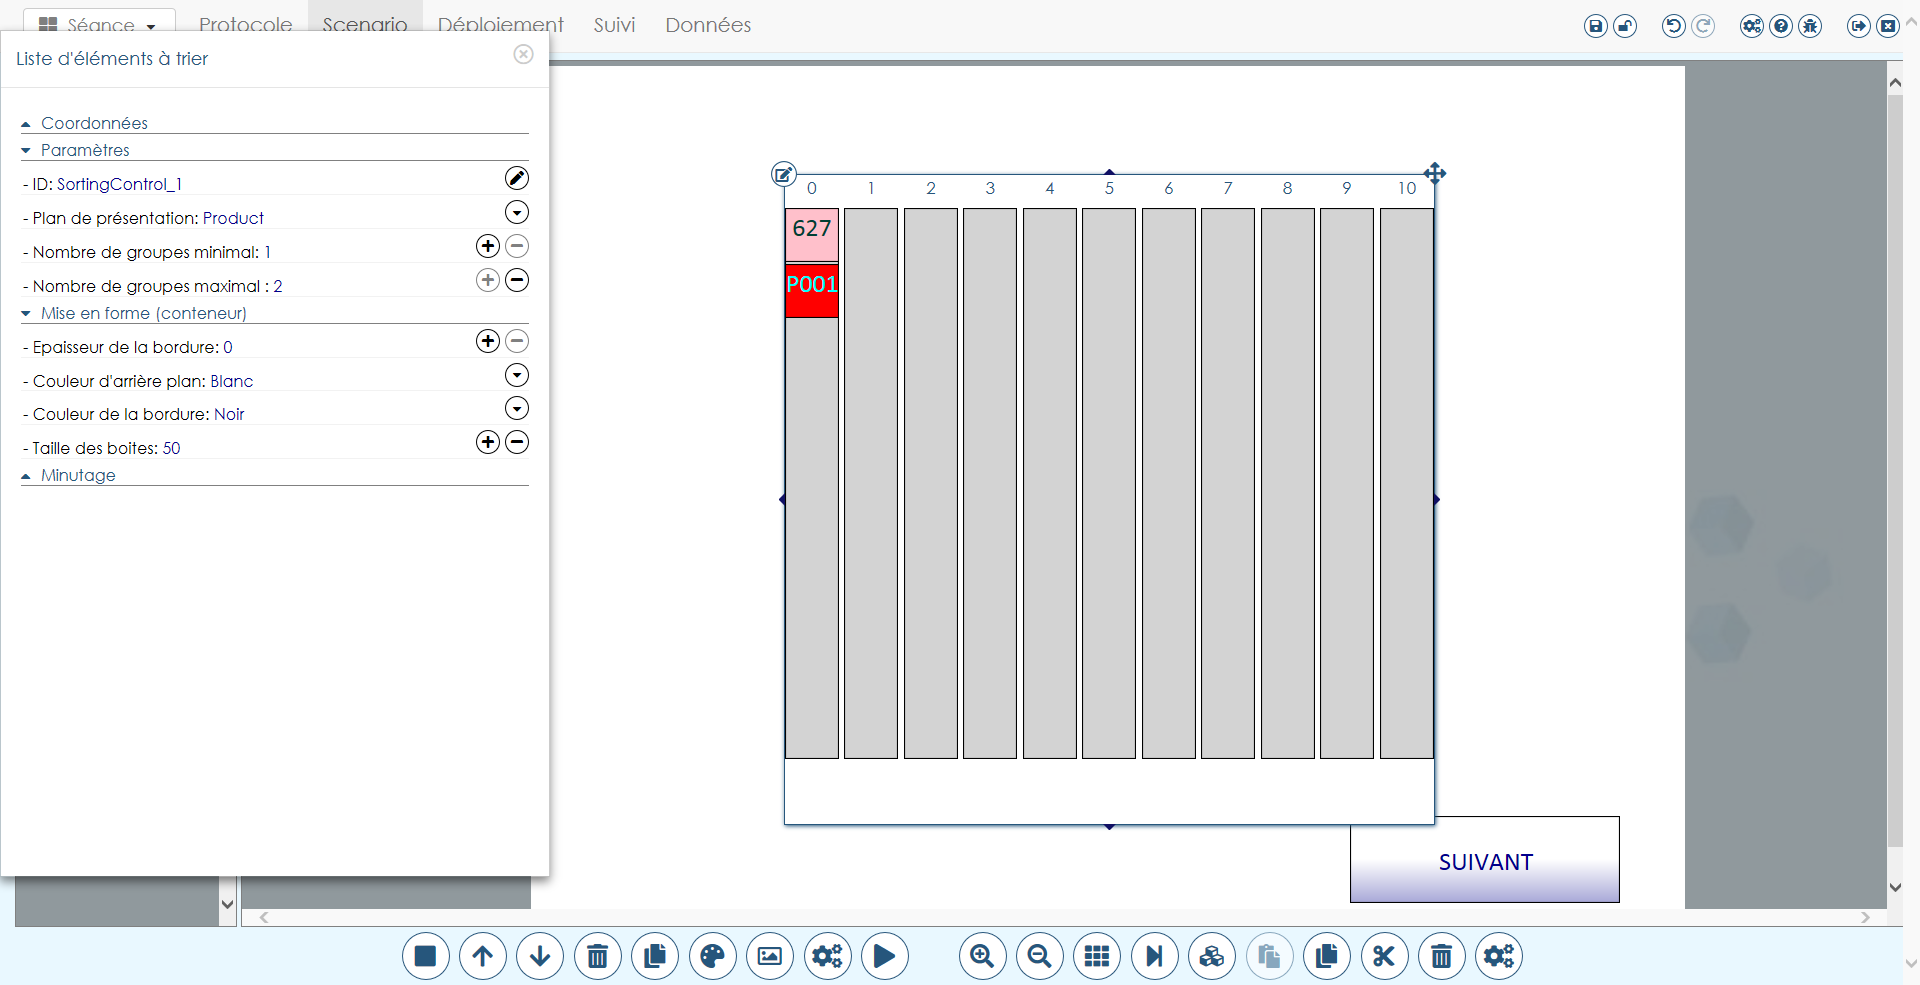 Séance
Protocole
Scenario
Déploiement
Suivi
Données
Liste d'éléments à trier
Coordonnées
Paramètres
- ID: SortingControl_1
- Plan de présentation: Product
- Nombre de groupes minimal: 1
- Nombre de groupes maximal : 2
Mise en forme (conteneur)
- Epaisseur de la bordure: 0
- Couleur d'arrière plan: Blanc
- Couleur de la bordure: Noir
- Taille des boites: 50
Minutage
0 1 2 3 4 5 6 7 8 9 10
627
P001
SUIVANT